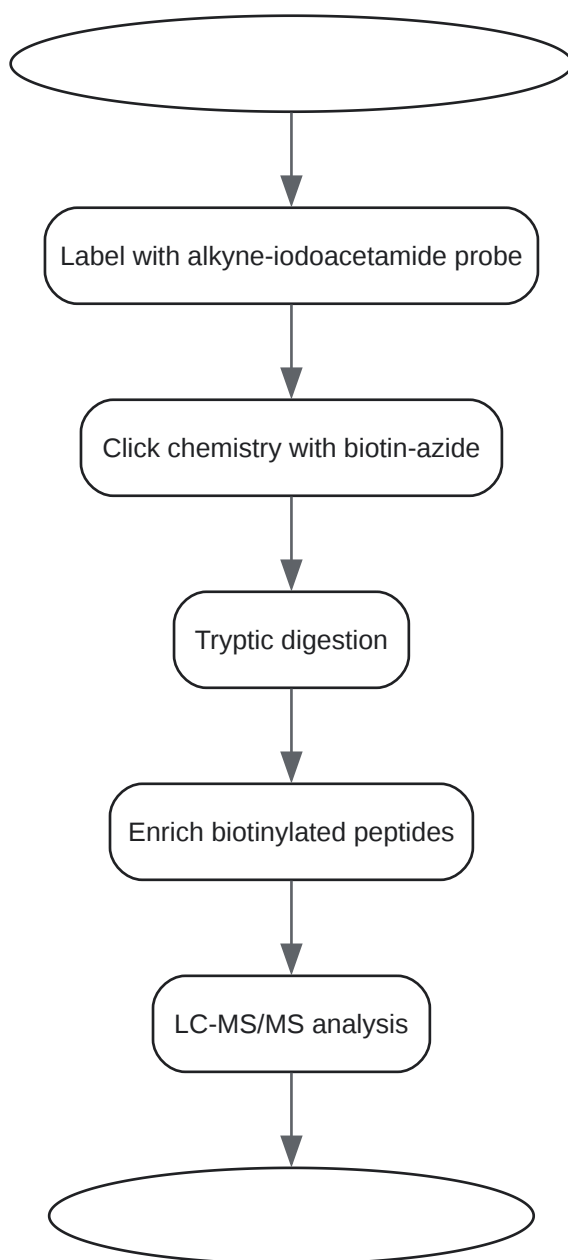 Label with alkyne-iodoacetamide probe
Click chemistry with biotin-azide
Tryptic digestion
Enrich biotinylated peptides
LC-MS/MS analysis